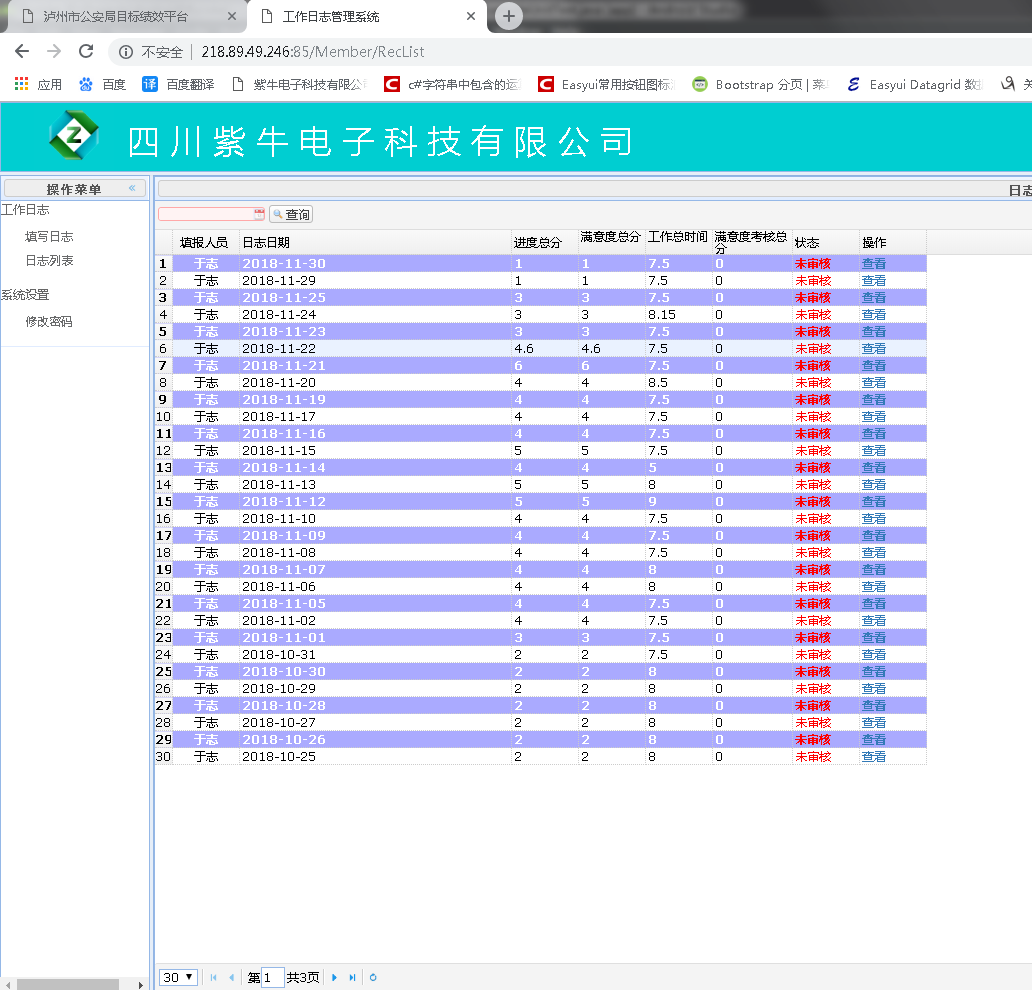 泸州市公安局目标绩效平台
工作日志管理系统
不安全 218.89.49.246:85/Member/RecList
应用 百度 译 百度翻译 紫牛电子科技有限公 c#字符串中包含的 Easyui常用按钮图标 Bootstrap 分页 | 菜 Easyui Datagrid 数
Z 四川紫牛电子科技有限公司
操作菜单
工作日志
填写日志
日志列表
系统设置
修改密码
日志
查询
填报人员 日志日期 进度总分 满意度总分 工作总时间 满意度考核总分 状态 操作
1 于志 2018-11-30 1 1 7.5 0 未审核 查看
2 于志 2018-11-29 1 1 7.5 0 未审核 查看
3 于志 2018-11-25 3 3 7.5 0 未审核 查看
4 于志 2018-11-24 3 3 8.15 0 未审核 查看
5 于志 2018-11-23 3 3 7.5 0 未审核 查看
6 于志 2018-11-22 4.6 4.6 7.5 0 未审核 查看
7 于志 2018-11-21 6 6 7.5 0 未审核 查看
8 于志 2018-11-20 4 4 8.5 0 未审核 查看
9 于志 2018-11-19 4 4 7.5 0 未审核 查看
10 于志 2018-11-17 4 4 7.5 0 未审核 查看
11 于志 2018-11-16 4 4 7.5 0 未审核 查看
12 于志 2018-11-15 5 5 7.5 0 未审核 查看
13 于志 2018-11-14 4 4 5 0 未审核 查看
14 于志 2018-11-13 5 5 8 0 未审核 查看
15 于志 2018-11-12 5 5 9 0 未审核 查看
16 于志 2018-11-10 4 4 7.5 0 未审核 查看
17 于志 2018-11-09 4 4 7.5 0 未审核 查看
18 于志 2018-11-08 4 4 7.5 0 未审核 查看
19 于志 2018-11-07 4 4 8 0 未审核 查看
20 于志 2018-11-06 4 4 8 0 未审核 查看
21 于志 2018-11-05 4 4 7.5 0 未审核 查看
22 于志 2018-11-02 4 4 7.5 0 未审核 查看
23 于志 2018-11-01 3 3 7.5 0 未审核 查看
24 于志 2018-10-31 2 2 7.5 0 未审核 查看
25 于志 2018-10-30 2 2 8 0 未审核 查看
26 于志 2018-10-29 2 2 8 0 未审核 查看
27 于志 2018-10-28 2 2 8 0 未审核 查看
28 于志 2018-10-27 2 2 8 0 未审核 查看
29 于志 2018-10-26 2 2 8 0 未审核 查看
30 于志 2018-10-25 2 2 8 0 未审核 查看
30 第 1 共3页